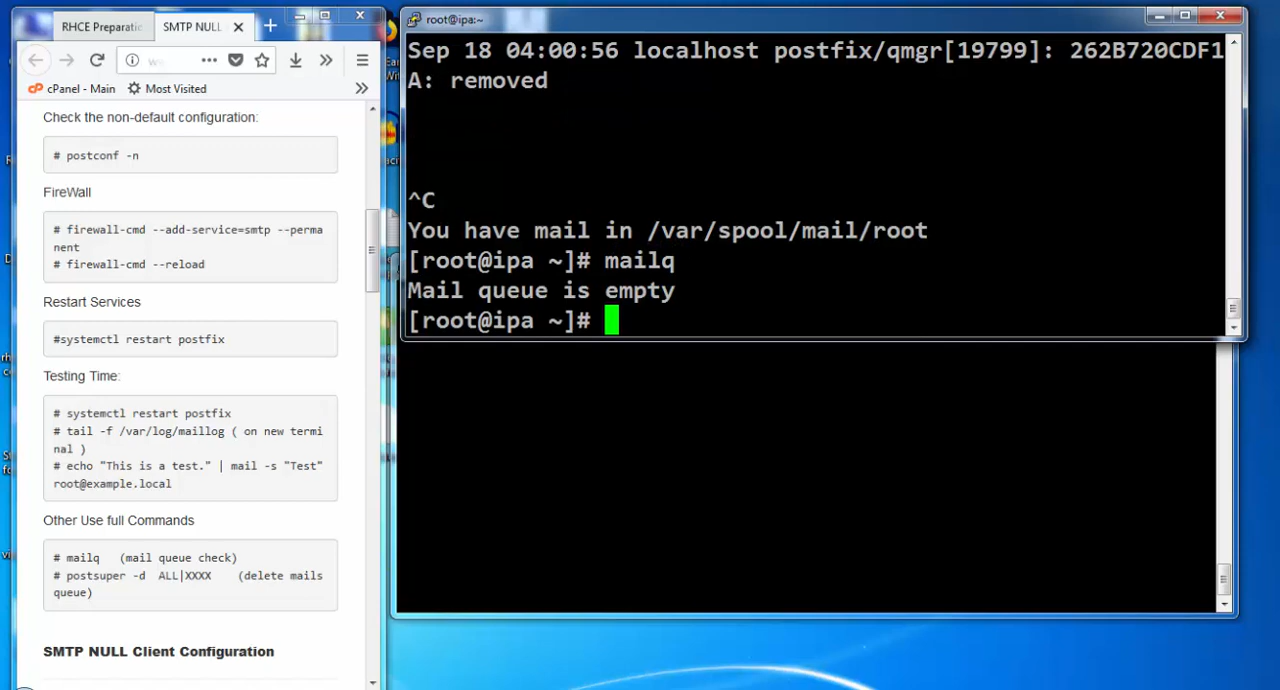 RHCE Preparati
SMTP NULL
cPanel - Main
Most Visited
Check the non-default configuration:
# postconf -n
FireWall
# firewall-cmd --add-service=smtp --perma
nent
# firewall-cmd --reload
Restart Services
#systemctl restart postfix
Testing Time:
# systemctl restart postfix
# tail -f /var/log/maillog ( on new termi
nal )
# echo "This is a test." | mail -s "Test"
root@example.local
Other Use full Commands
# mailq (mail queue check)
# postsuper -d ALL|XXXX (delete mails
queue)
SMTP NULL Client Configuration
root@ipa:~
Sep 18 04:00:56 localhost postfix/qmgr[19799]: 262B720CDF1
A: removed
^C
You have mail in /var/spool/mail/root
[root@ipa ~]# mailq
Mail queue is empty
[root@ipa ~]#